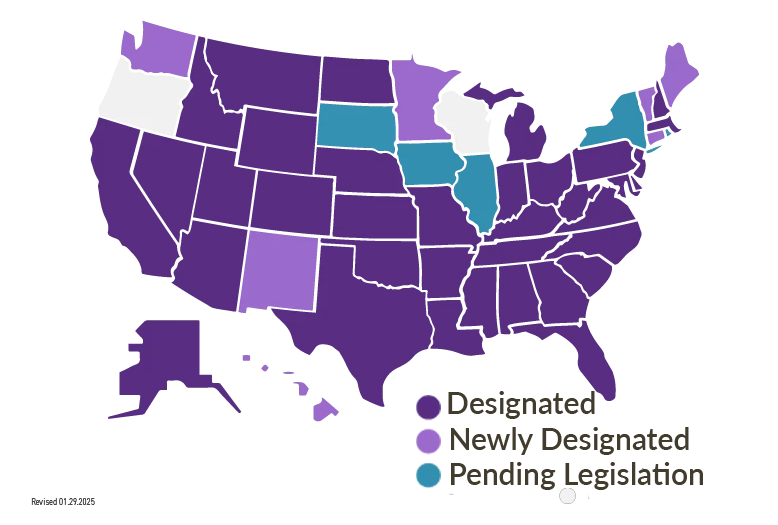 Designated
Newly Designated
Pending Legislation
Revised 01.29.2025